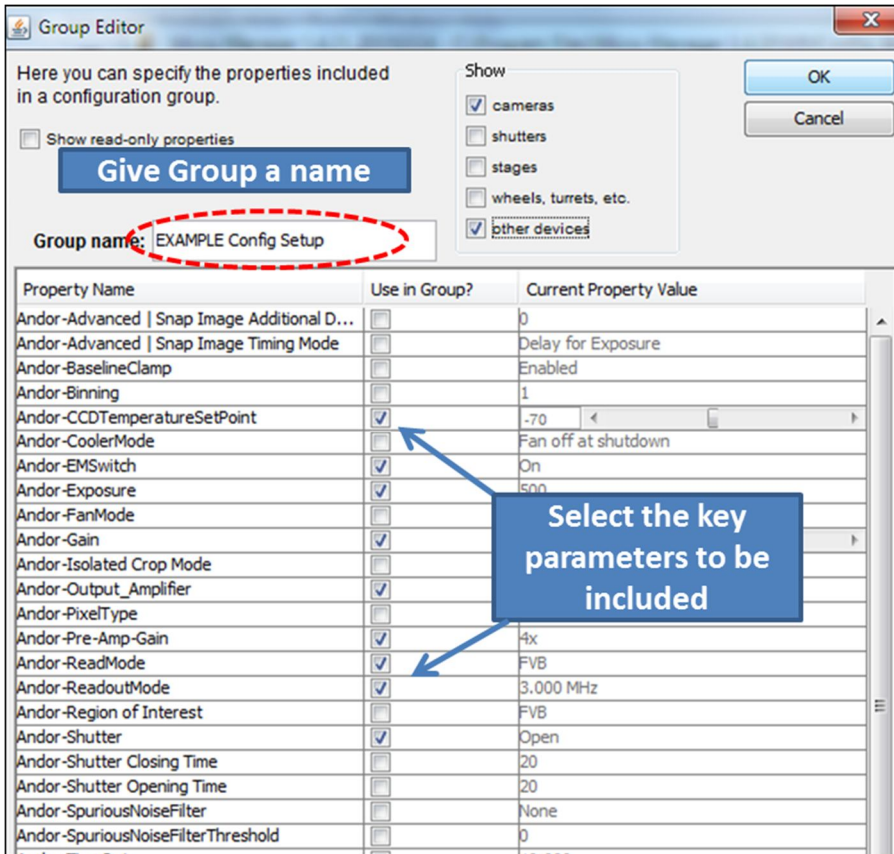 Group Editor
Here you can specify the properties included
in a configuration group.
Show read-only properties
Give Group a name
Group name: EXAMPLE Config Setup
Show
cameras
shutters
stages
wheels, turrets, etc.
other devices
OK
Cancel
Property Name Use in Group? Current Property Value
Andor-Advanced | Snap Image Additional D... 0
Andor-Advanced | Snap Image Timing Mode Delay for Exposure
Andor-BaselineClamp Enabled
Andor-Binning 1
Andor-CCDTemperatureSetPoint -70
Andor-CoolerMode Fan off at shutdown
Andor-EMSwitch On
Andor-Exposure 500
Andor-FanMode
Andor-Gain
Andor-Isolated Crop Mode
Andor-Output_Amplifier
Andor-PixelType
Select the key
parameters to be
included
Andor-Pre-Amp-Gain 4x
Andor-ReadMode FVB
Andor-ReadoutMode 3.000 MHz
Andor-Region of Interest FVB
Andor-Shutter Open
Andor-Shutter Closing Time 20
Andor-Shutter Opening Time 20
Andor-SpuriousNoiseFilter None
Andor-SpuriousNoiseFilterThreshold 0